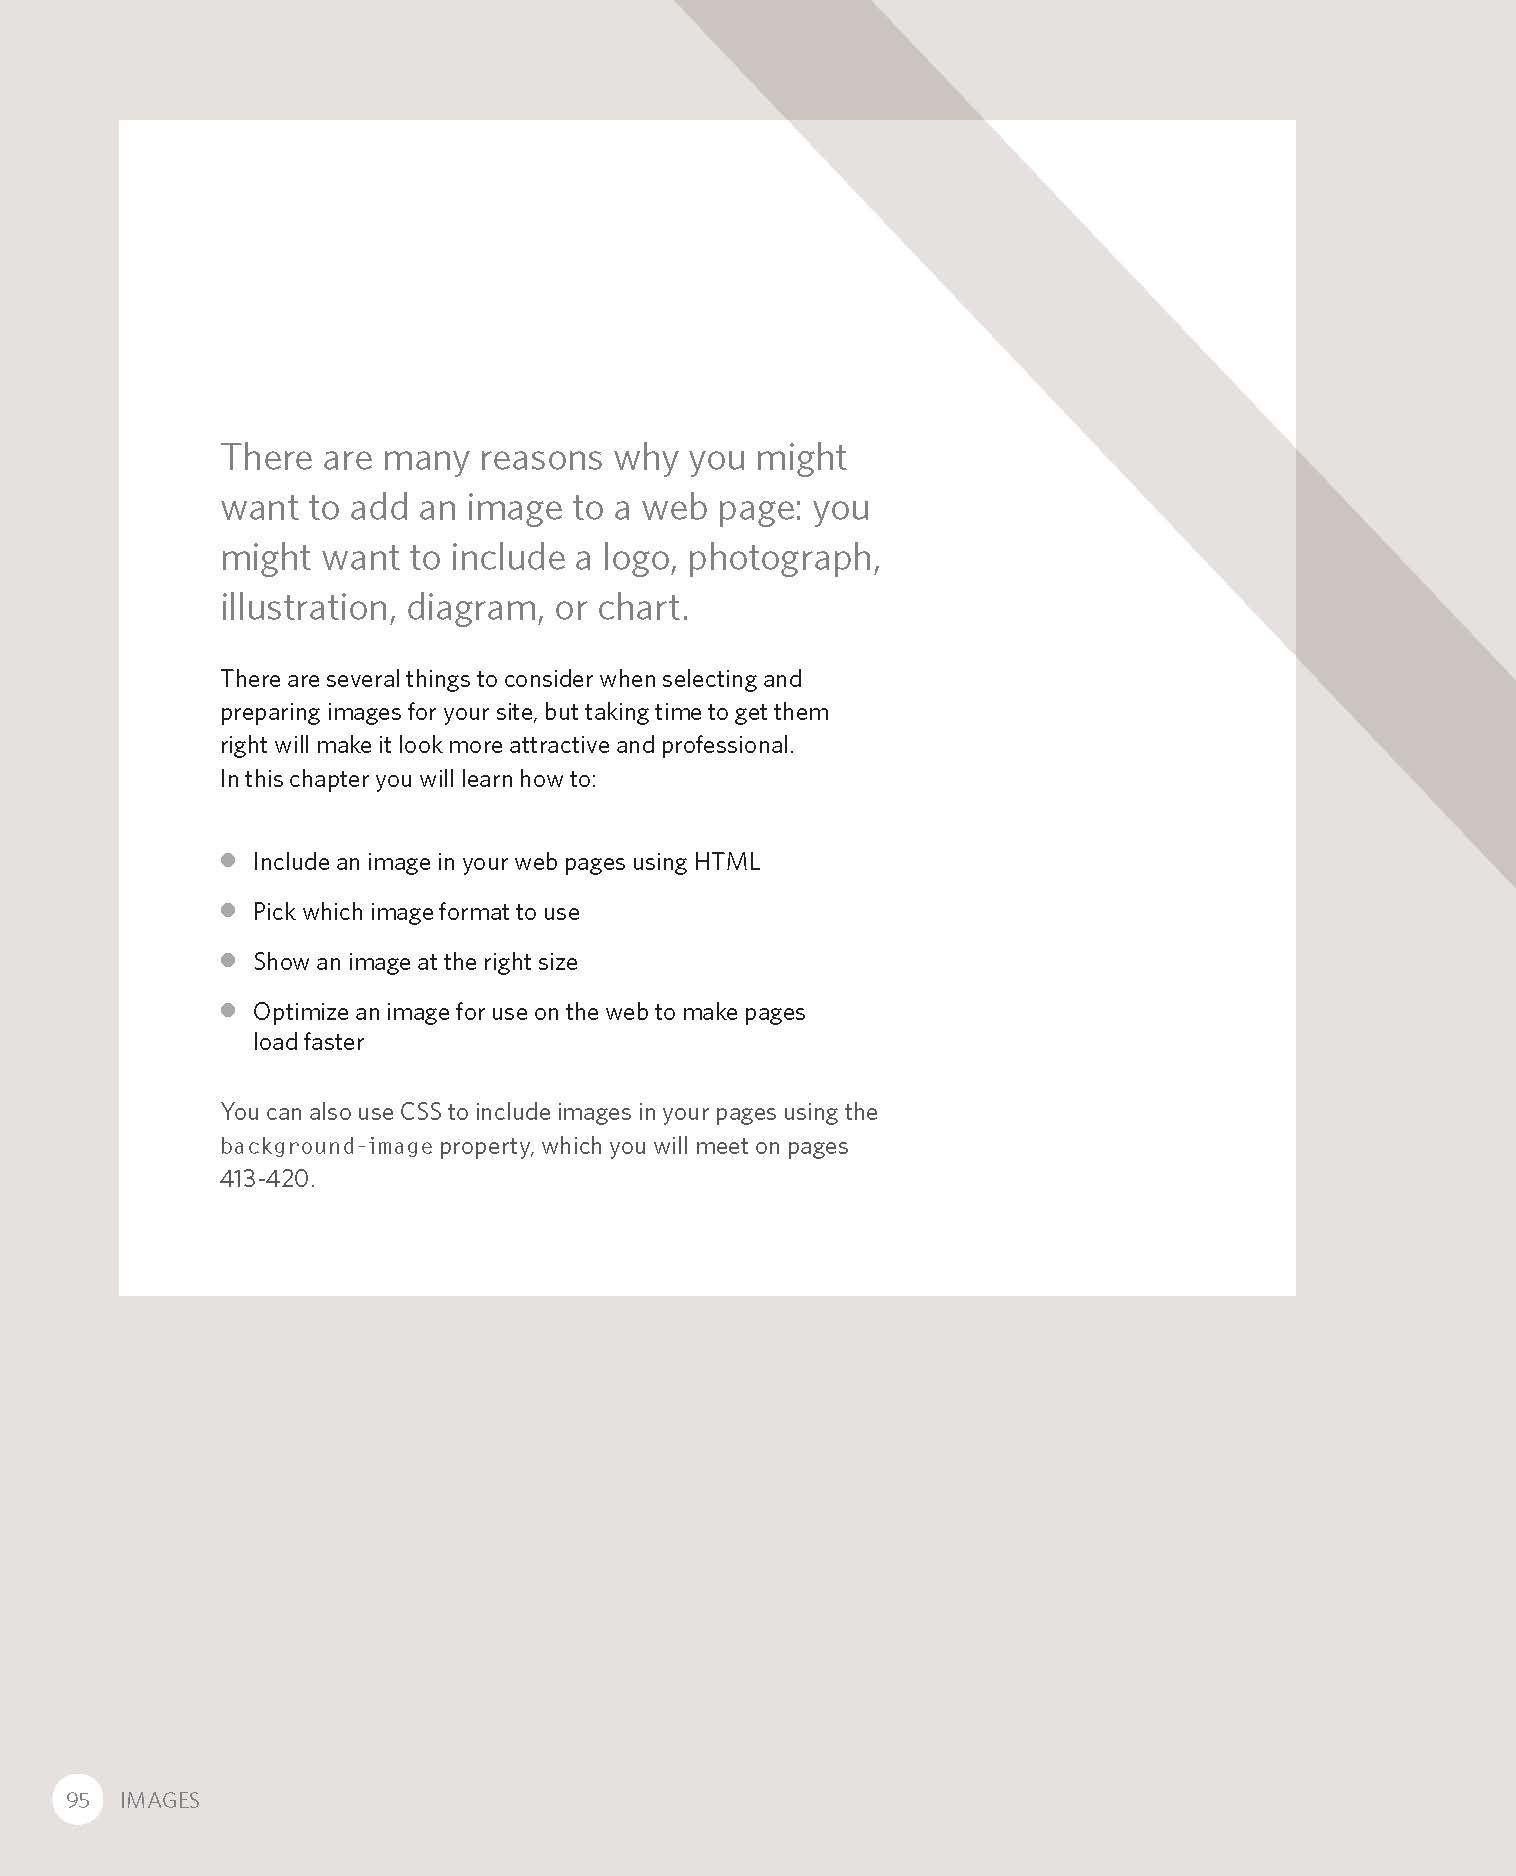 There are many reasons why you might
want to add an image to a web page: you
might want to include a logo, photograph,
illustration, diagram, or chart.
There are several things to consider when selecting and
preparing images for your site, but taking time to get them
right will make it look more attractive and professional.
In this chapter you will learn how to:
● Include an image in your web pages using HTML
● Pick which image format to use
● Show an image at the right size
● Optimize an image for use on the web to make pages
load faster
You can also use CSS to include images in your pages using the
background-image property, which you will meet on pages
413-420.
95 IMAGES